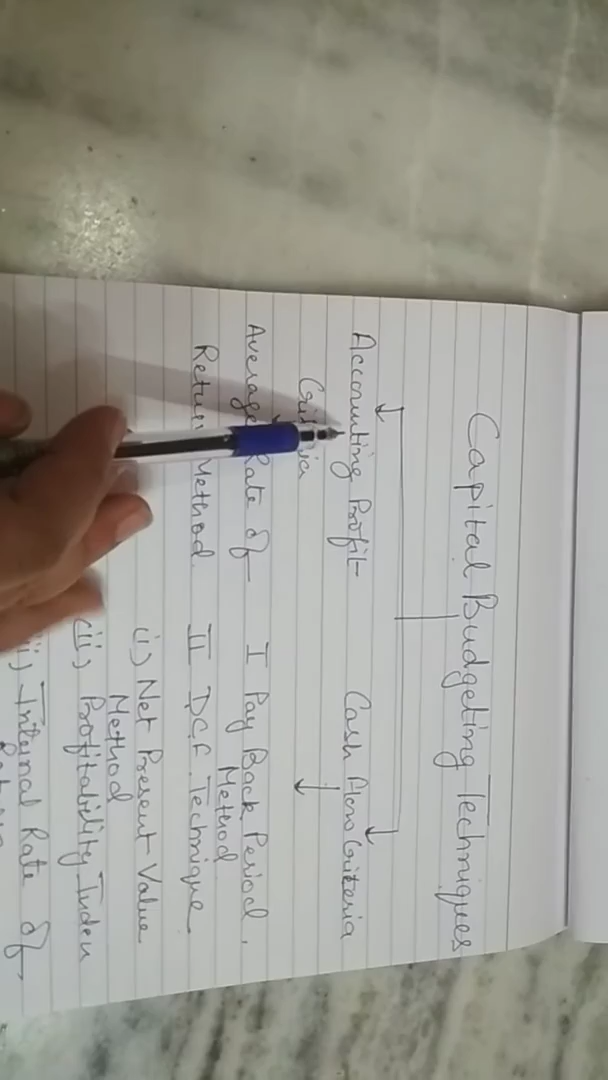 Capital Budgeting Techniques
Accounting Profit
Cash Flow Criteria
Average Rate of
Return Method.
I Pay Back Period.
Method
II DCF. Technique
(i) Net Present Value
Method
(ii) Profitability Index
Internal Rate of